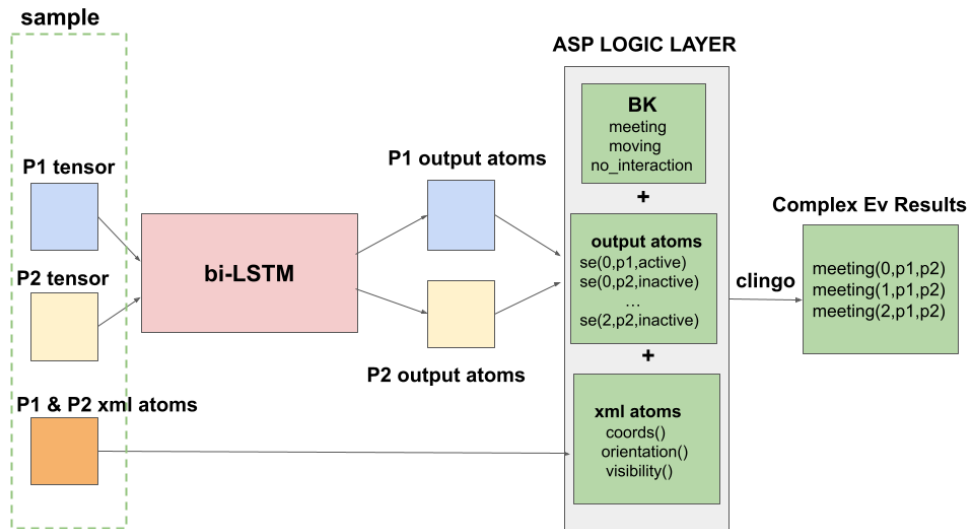 sample
P1 tensor
P2 tensor
P1 & P2 xml atoms
bi-LSTM
P1 output atoms
P2 output atoms
ASP LOGIC LAYER
BK
meeting
moving
no_interaction
+
output atoms
se(0,p1,active)
se(0,p2,inactive)
...
se(2,p2,inactive)
+
xml atoms
coords()
orientation()
visibility()
clingo
Complex Ev Results
meeting(0,p1,p2)
meeting(1,p1,p2)
meeting(2,p1,p2)